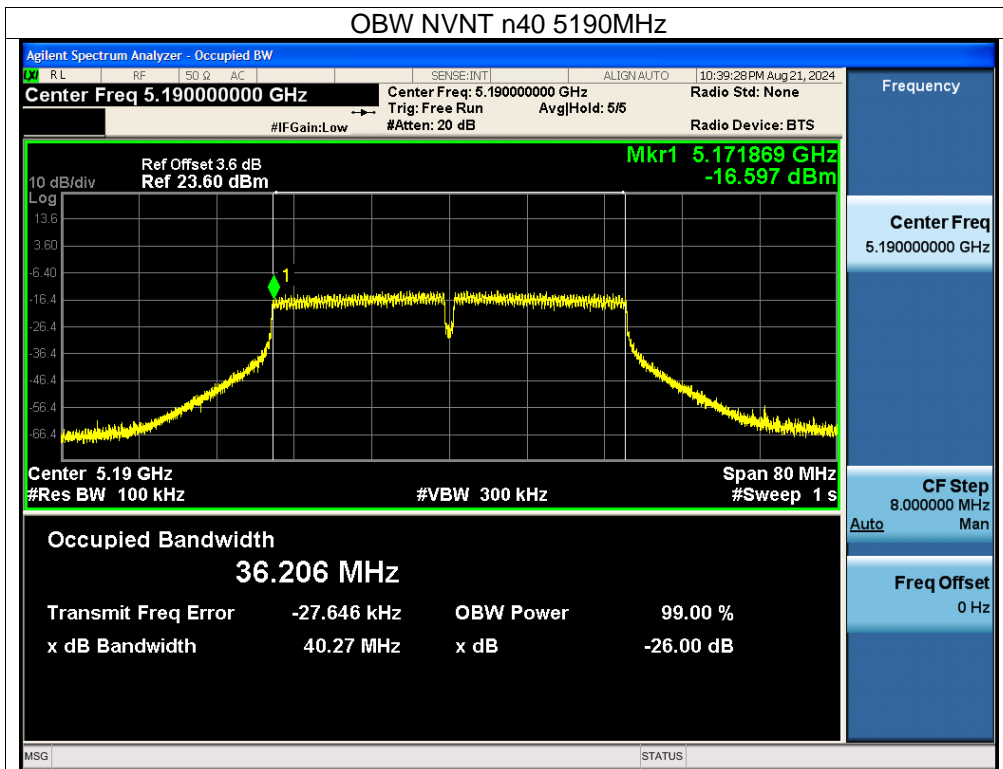 OBW NVNT n40 5190MHz
Agilent Spectrum Analyzer - Occupied BW
LXI RL RF 50 Ω AC SENSE:INT ALIGN AUTO 10:39:28 PM Aug 21, 2024
Center Freq 5.190000000 GHz Center Freq: 5.190000000 GHz Radio Std: None Frequency
Trig: Free Run Avg|Hold: 5/5
#IFGain:Low #Atten: 20 dB Radio Device: BTS
Ref Offset 3.6 dB Mkr1 5.171869 GHz
10 dB/div Ref 23.60 dBm -16.597 dBm
Log
13.6
3.60
-6.40
-16.4
-26.4
-36.4
-46.4
-56.4
-66.4
1
Center 5.19 GHz Span 80 MHz
#Res BW 100 kHz #VBW 300 kHz #Sweep 1 s
Occupied Bandwidth
36.206 MHz
Transmit Freq Error -27.646 kHz OBW Power 99.00 %
x dB Bandwidth 40.27 MHz x dB -26.00 dB
Center Freq
5.190000000 GHz
CF Step
8.000000 MHz
Auto Man
Freq Offset
0 Hz
MSG STATUS